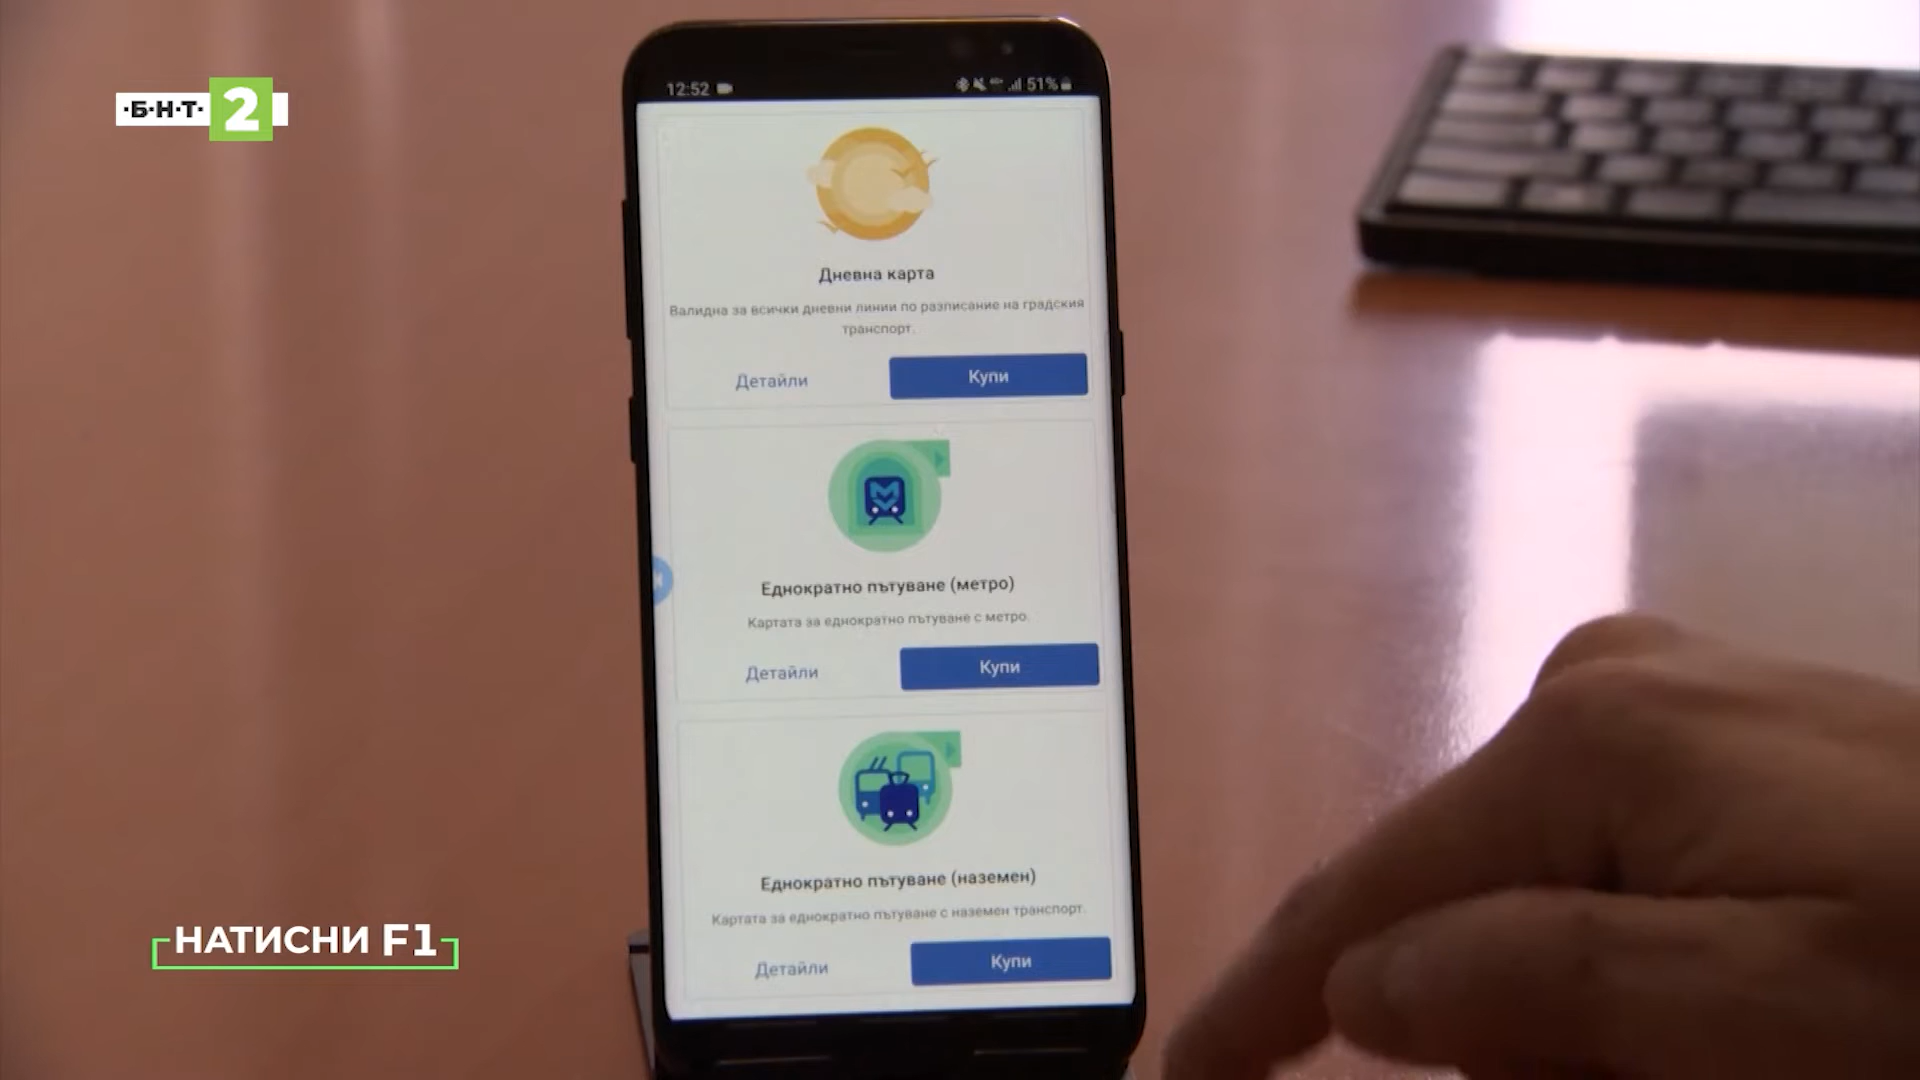 ·Б·Н·Т· 2
12:52
51%
Дневна карта
Валидна за всички дневни линии по разписание на градския
транспорт.
Детайли
Купи
Еднократно пътуване (метро)
Картата за еднократно пътуване с метро.
Детайли
Купи
Еднократно пътуване (наземен)
Картата за еднократно пътуване с наземен транспорт.
Детайли
Купи
НАТИСНИ F1